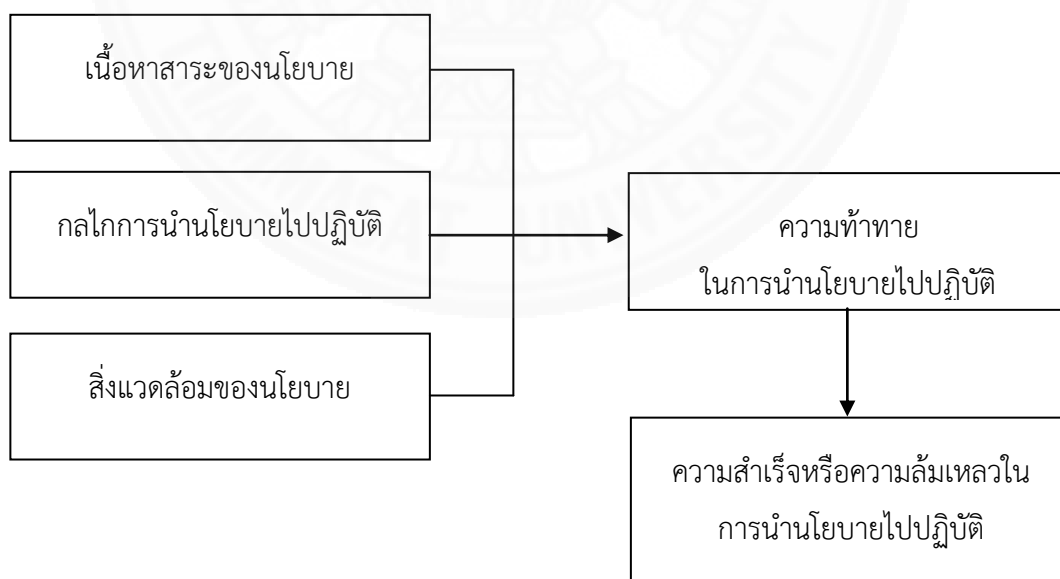 เนื้อหาสาระของนโยบาย
กลไกการนำนโยบายไปปฏิบัติ
สิ่งแวดล้อมของนโยบาย
ความท้าทาย
ในการนำนโยบายไปปฏิบัติ
ความสำเร็จหรือความล้มเหลวใน
การนำนโยบายไปปฏิบัติ
THAMMASAT UNIVERSITY